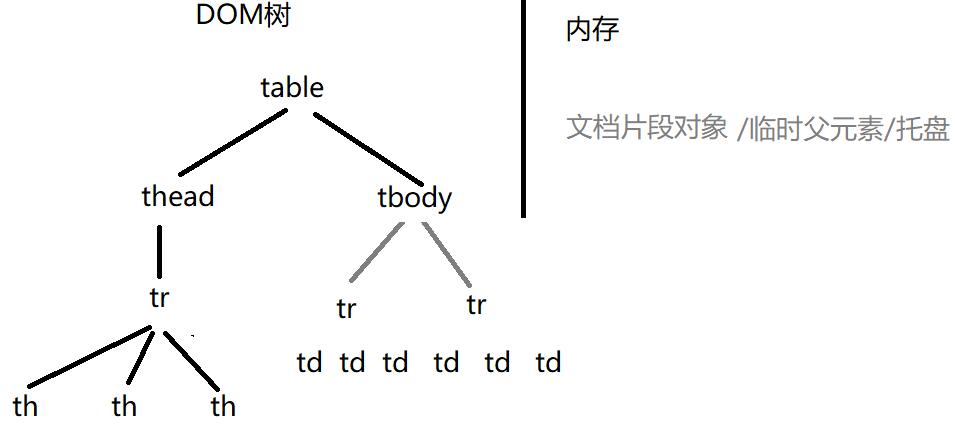 DOM树
内存
table
文档片段对象 /临时父元素/托盘
thead
tbody
tr
tr
tr
td td td td td td
th th th